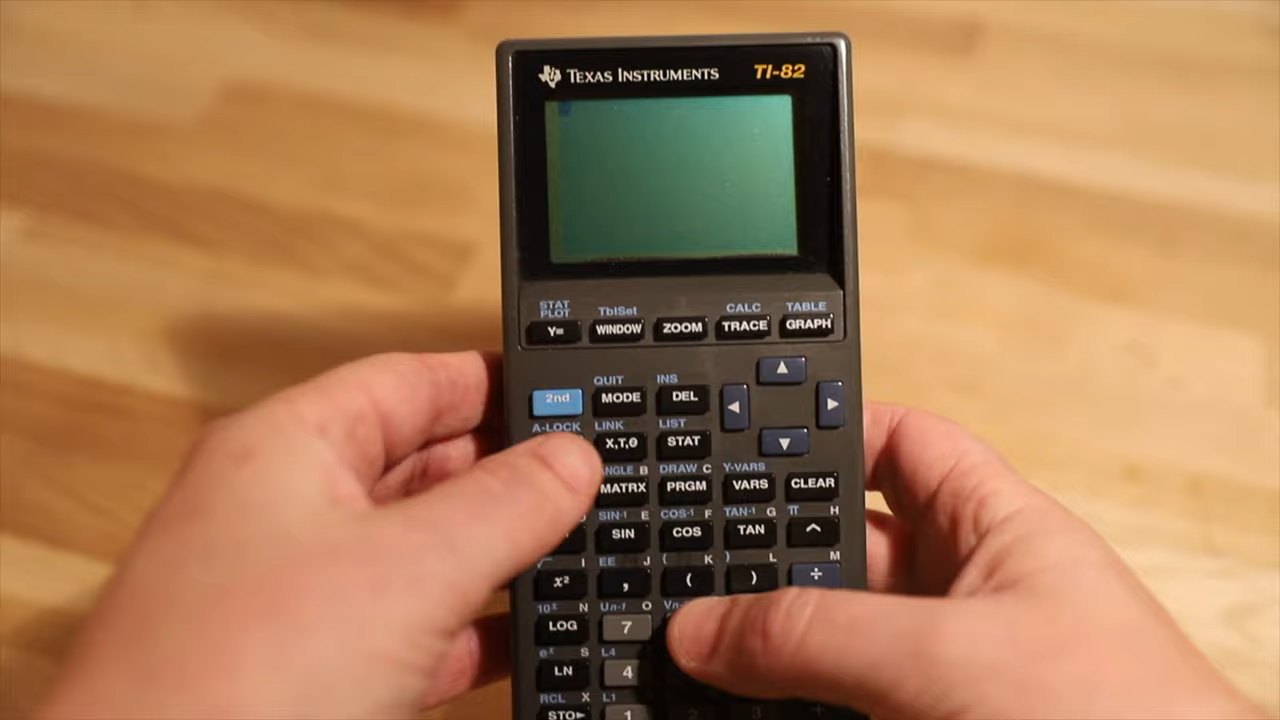 TEXAS INSTRUMENTS TI-82
STAT PLOT TblSet CALC TABLE
Y= WINDOW ZOOM TRACE GRAPH
QUIT INS
2nd MODE DEL
A-LOCK LINK LIST
X,T,θ STAT
ANGLE B DRAW C Y-VARS
MATRX PRGM VARS CLEAR
SIN-1 E COS-1 F TAN-1 G π H
SIN COS TAN ^
√ I EE J { K } L M
x² , ( ) ÷
10ˣ N Un-1 O
LOG 7
eˣ S L4
LN 4
RCL X L1
STO► 1